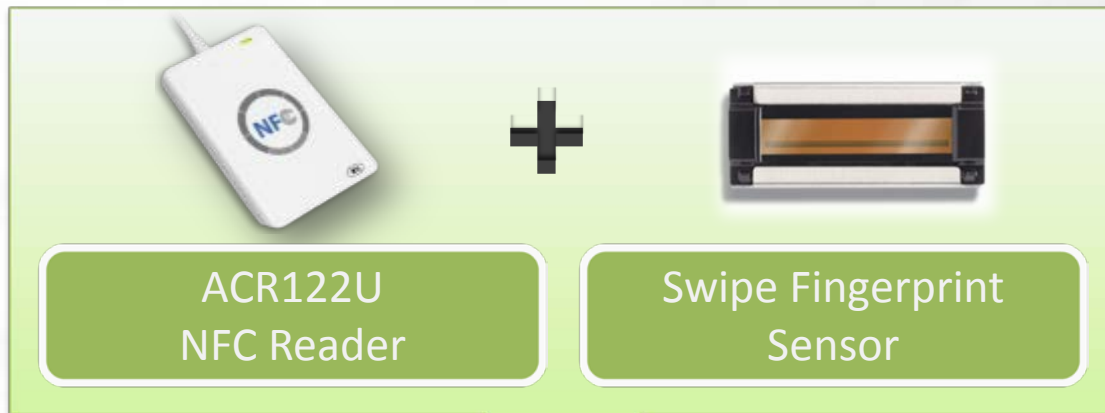 NFC
ACR122U
NFC Reader
Swipe Fingerprint
Sensor